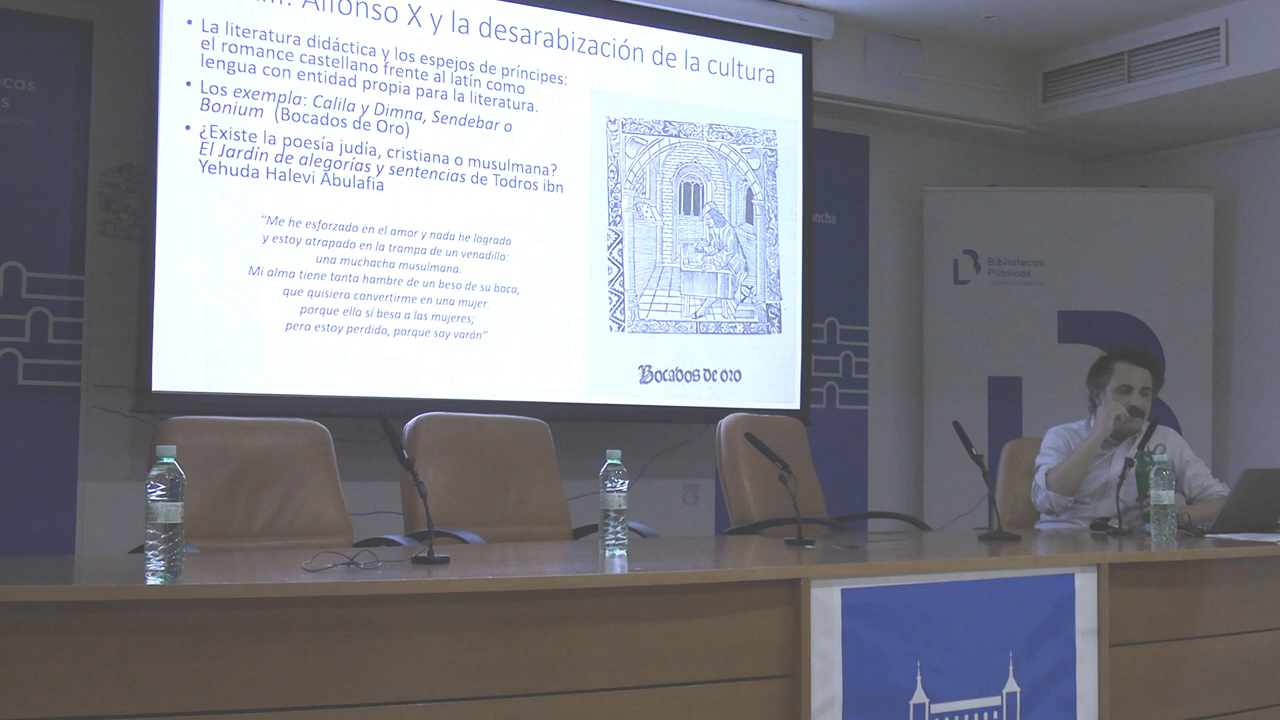 Alfonso X y la desarabización de la cultura
• La literatura didáctica y los espejos de príncipes:
el romance castellano frente al latín como
lengua con entidad propia para la literatura.
• Los exempla: Calila y Dimna, Sendebar o
Bonium (Bocados de Oro)
• ¿Existe la poesía judía, cristiana o musulmana?
El Jardín de alegorías y sentencias de Todros ibn
Yehuda Halevi Abulafia
“Me he esforzado en el amor y nada he logrado
y estoy atrapado en la trampa de un venadillo:
una muchacha musulmana.
Mi alma tiene tanta hambre de un beso de su boca,
que quisiera convertirme en una mujer.
porque ella si besa a las mujeres;
pero estoy perdido, porque soy varón”
Bocados de oro
Bibliotecas
Públicas